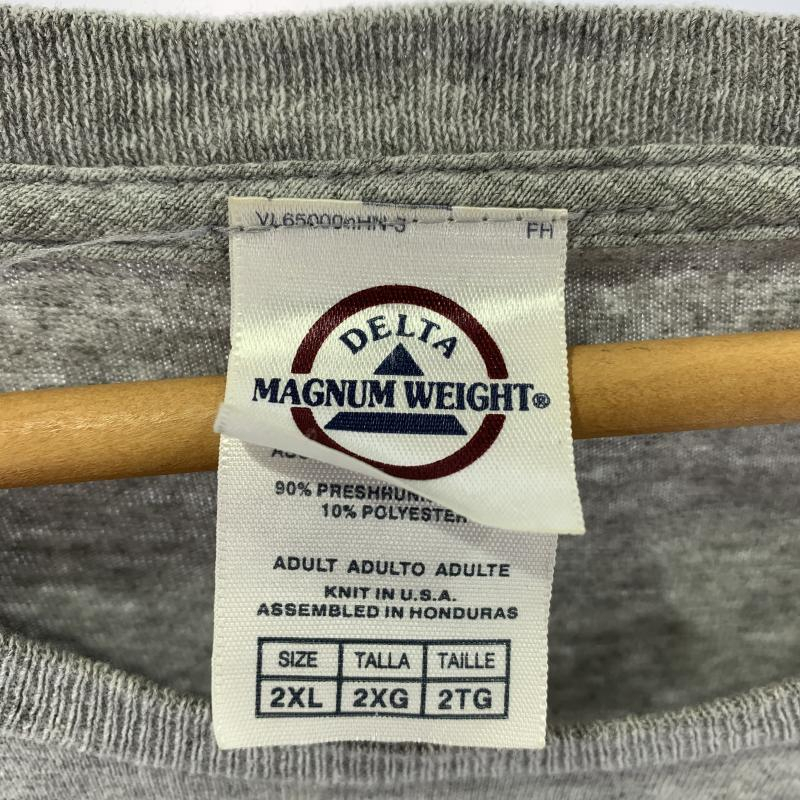 FH
DELTA
MAGNUM WEIGHT®
90%
10% POLYESTER
ADULT ADULTO ADULTE
KNIT IN U.S.A.
ASSEMBLED IN HONDURAS
SIZE TALLA TAILLE
2XL 2XG 2TG